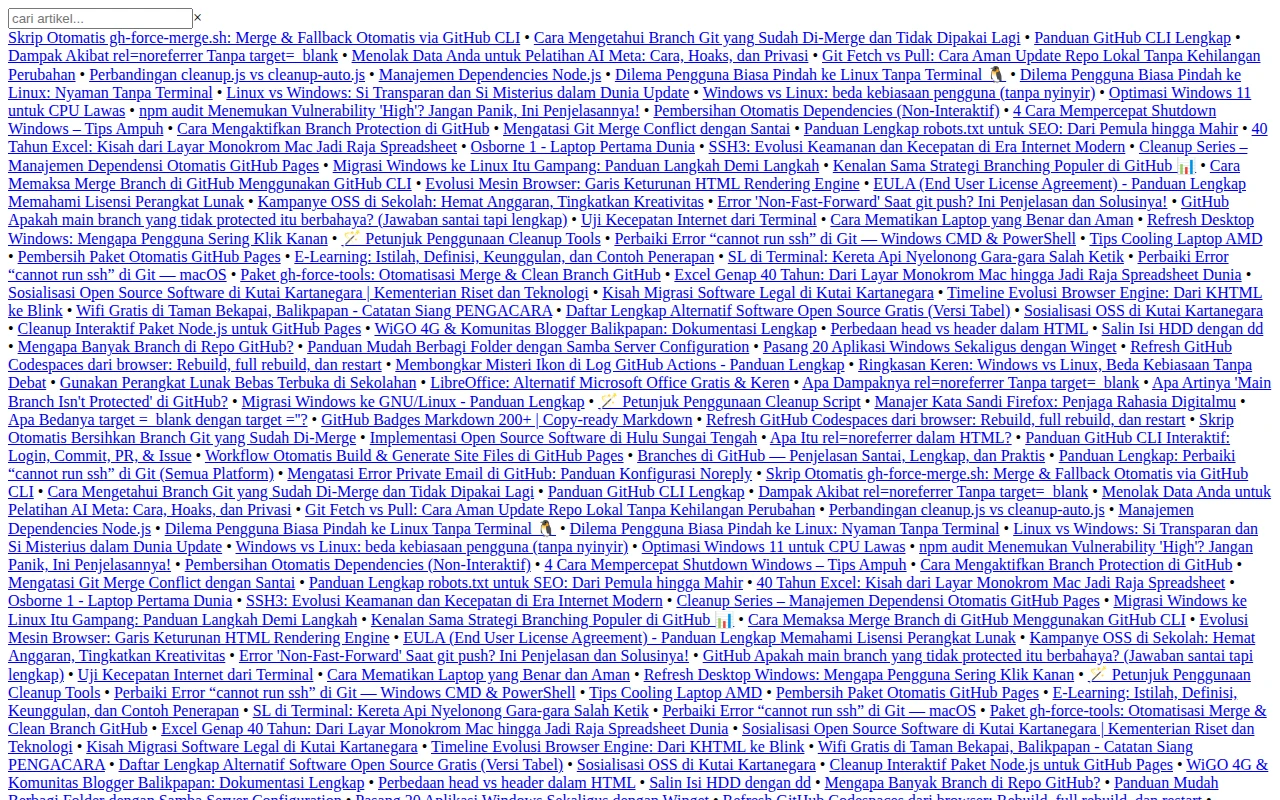 cari artikel... ×
Skrip Otomatis gh-force-merge.sh: Merge & Fallback Otomatis via GitHub CLI • Cara Mengetahui Branch Git yang Sudah Di-Merge dan Tidak Dipakai Lagi • Panduan GitHub CLI Lengkap •
Dampak Akibat rel=noreferrer Tanpa target=_blank • Menolak Data Anda untuk Pelatihan AI Meta: Cara, Hoaks, dan Privasi • Git Fetch vs Pull: Cara Aman Update Repo Lokal Tanpa Kehilangan
Perubahan • Perbandingan cleanup.js vs cleanup-auto.js • Manajemen Dependencies Node.js • Dilema Pengguna Biasa Pindah ke Linux Tanpa Terminal 🐧 • Dilema Pengguna Biasa Pindah ke
Linux: Nyaman Tanpa Terminal • Linux vs Windows: Si Transparan dan Si Misterius dalam Dunia Update • Windows vs Linux: beda kebiasaan pengguna (tanpa nyinyir) • Optimasi Windows 11
untuk CPU Lawas • npm audit Menemukan Vulnerability 'High'? Jangan Panik, Ini Penjelasannya! • Pembersihan Otomatis Dependencies (Non-Interaktif) • 4 Cara Mempercepat Shutdown
Windows – Tips Ampuh • Cara Mengaktifkan Branch Protection di GitHub • Mengatasi Git Merge Conflict dengan Santai • Panduan Lengkap robots.txt untuk SEO: Dari Pemula hingga Mahir • 40
Tahun Excel: Kisah dari Layar Monokrom Mac Jadi Raja Spreadsheet • Osborne 1 - Laptop Pertama Dunia • SSH3: Evolusi Keamanan dan Kecepatan di Era Internet Modern • Cleanup Series –
Manajemen Dependensi Otomatis GitHub Pages • Migrasi Windows ke Linux Itu Gampang: Panduan Langkah Demi Langkah • Kenalan Sama Strategi Branching Populer di GitHub 📊 • Cara
Memaksa Merge Branch di GitHub Menggunakan GitHub CLI • Evolusi Mesin Browser: Garis Keturunan HTML Rendering Engine • EULA (End User License Agreement) - Panduan Lengkap
Memahami Lisensi Perangkat Lunak • Kampanye OSS di Sekolah: Hemat Anggaran, Tingkatkan Kreativitas • Error 'Non-Fast-Forward' Saat git push? Ini Penjelasan dan Solusinya! • GitHub
Apakah main branch yang tidak protected itu berbahaya? (Jawaban santai tapi lengkap) • Uji Kecepatan Internet dari Terminal • Cara Mematikan Laptop yang Benar dan Aman • Refresh Desktop
Windows: Mengapa Pengguna Sering Klik Kanan • 🪄 Petunjuk Penggunaan Cleanup Tools • Perbaiki Error “cannot run ssh” di Git — Windows CMD & PowerShell • Tips Cooling Laptop AMD
• Pembersih Paket Otomatis GitHub Pages • E-Learning: Istilah, Definisi, Keunggulan, dan Contoh Penerapan • SL di Terminal: Kereta Api Nyelonong Gara-gara Salah Ketik • Perbaiki Error
“cannot run ssh” di Git — macOS • Paket gh-force-tools: Otomatisasi Merge & Clean Branch GitHub • Excel Genap 40 Tahun: Dari Layar Monokrom Mac hingga Jadi Raja Spreadsheet Dunia •
Sosialisasi Open Source Software di Kutai Kartanegara | Kementerian Riset dan Teknologi • Kisah Migrasi Software Legal di Kutai Kartanegara • Timeline Evolusi Browser Engine: Dari KHTML
ke Blink • Wifi Gratis di Taman Bekapai, Balikpapan - Catatan Siang PENGACARA • Daftar Lengkap Alternatif Software Open Source Gratis (Versi Tabel) • Sosialisasi OSS di Kutai Kartanegara
• Cleanup Interaktif Paket Node.js untuk GitHub Pages • WiGO 4G & Komunitas Blogger Balikpapan: Dokumentasi Lengkap • Perbedaan head vs header dalam HTML • Salin Isi HDD dengan dd
• Mengapa Banyak Branch di Repo GitHub? • Panduan Mudah Berbagi Folder dengan Samba Server Configuration • Pasang 20 Aplikasi Windows Sekaligus dengan Winget • Refresh GitHub
Codespaces dari browser: Rebuild, full rebuild, dan restart • Membongkar Misteri Ikon di Log GitHub Actions - Panduan Lengkap • Ringkasan Keren: Windows vs Linux, Beda Kebiasaan Tanpa
Debat • Gunakan Perangkat Lunak Bebas Terbuka di Sekolahan • LibreOffice: Alternatif Microsoft Office Gratis & Keren • Apa Dampaknya rel=noreferrer Tanpa target=_blank • Apa Artinya 'Main
Branch Isn't Protected' di GitHub? • Migrasi Windows ke GNU/Linux - Panduan Lengkap • 🪄 Petunjuk Penggunaan Cleanup Script • Manajer Kata Sandi Firefox: Penjaga Rahasia Digitalmu •
Apa Bedanya target =_blank dengan target =''? • GitHub Badges Markdown 200+ | Copy-ready Markdown • Refresh GitHub Codespaces dari browser: Rebuild, full rebuild, dan restart • Skrip
Otomatis Bersihkan Branch Git yang Sudah Di-Merge • Implementasi Open Source Software di Hulu Sungai Tengah • Apa Itu rel=noreferrer dalam HTML? • Panduan GitHub CLI Interaktif:
Login, Commit, PR, & Issue • Workflow Otomatis Build & Generate Site Files di GitHub Pages • Branches di GitHub — Penjelasan Santai, Lengkap, dan Praktis • Panduan Lengkap: Perbaiki
“cannot run ssh” di Git (Semua Platform) • Mengatasi Error Private Email di GitHub: Panduan Konfigurasi Noreply • Skrip Otomatis gh-force-merge.sh: Merge & Fallback Otomatis via GitHub
CLI • Cara Mengetahui Branch Git yang Sudah Di-Merge dan Tidak Dipakai Lagi • Panduan GitHub CLI Lengkap • Dampak Akibat rel=noreferrer Tanpa target=_blank • Menolak Data Anda untuk
Pelatihan AI Meta: Cara, Hoaks, dan Privasi • Git Fetch vs Pull: Cara Aman Update Repo Lokal Tanpa Kehilangan Perubahan • Perbandingan cleanup.js vs cleanup-auto.js • Manajemen
Dependencies Node.js • Dilema Pengguna Biasa Pindah ke Linux Tanpa Terminal 🐧 • Dilema Pengguna Biasa Pindah ke Linux: Nyaman Tanpa Terminal • Linux vs Windows: Si Transparan dan
Si Misterius dalam Dunia Update • Windows vs Linux: beda kebiasaan pengguna (tanpa nyinyir) • Optimasi Windows 11 untuk CPU Lawas • npm audit Menemukan Vulnerability 'High'? Jangan
Panik, Ini Penjelasannya! • Pembersihan Otomatis Dependencies (Non-Interaktif) • 4 Cara Mempercepat Shutdown Windows – Tips Ampuh • Cara Mengaktifkan Branch Protection di GitHub •
Mengatasi Git Merge Conflict dengan Santai • Panduan Lengkap robots.txt untuk SEO: Dari Pemula hingga Mahir • 40 Tahun Excel: Kisah dari Layar Monokrom Mac Jadi Raja Spreadsheet •
Osborne 1 - Laptop Pertama Dunia • SSH3: Evolusi Keamanan dan Kecepatan di Era Internet Modern • Cleanup Series – Manajemen Dependensi Otomatis GitHub Pages • Migrasi Windows ke
Linux Itu Gampang: Panduan Langkah Demi Langkah • Kenalan Sama Strategi Branching Populer di GitHub 📊 • Cara Memaksa Merge Branch di GitHub Menggunakan GitHub CLI • Evolusi
Mesin Browser: Garis Keturunan HTML Rendering Engine • EULA (End User License Agreement) - Panduan Lengkap Memahami Lisensi Perangkat Lunak • Kampanye OSS di Sekolah: Hemat
Anggaran, Tingkatkan Kreativitas • Error 'Non-Fast-Forward' Saat git push? Ini Penjelasan dan Solusinya! • GitHub Apakah main branch yang tidak protected itu berbahaya? (Jawaban santai tapi
lengkap) • Uji Kecepatan Internet dari Terminal • Cara Mematikan Laptop yang Benar dan Aman • Refresh Desktop Windows: Mengapa Pengguna Sering Klik Kanan • 🪄 Petunjuk Penggunaan
Cleanup Tools • Perbaiki Error “cannot run ssh” di Git — Windows CMD & PowerShell • Tips Cooling Laptop AMD • Pembersih Paket Otomatis GitHub Pages • E-Learning: Istilah, Definisi,
Keunggulan, dan Contoh Penerapan • SL di Terminal: Kereta Api Nyelonong Gara-gara Salah Ketik • Perbaiki Error “cannot run ssh” di Git — macOS • Paket gh-force-tools: Otomatisasi Merge &
Clean Branch GitHub • Excel Genap 40 Tahun: Dari Layar Monokrom Mac hingga Jadi Raja Spreadsheet Dunia • Sosialisasi Open Source Software di Kutai Kartanegara | Kementerian Riset dan
Teknologi • Kisah Migrasi Software Legal di Kutai Kartanegara • Timeline Evolusi Browser Engine: Dari KHTML ke Blink • Wifi Gratis di Taman Bekapai, Balikpapan - Catatan Siang
PENGACARA • Daftar Lengkap Alternatif Software Open Source Gratis (Versi Tabel) • Sosialisasi OSS di Kutai Kartanegara • Cleanup Interaktif Paket Node.js untuk GitHub Pages • WiGO 4G &
Komunitas Blogger Balikpapan: Dokumentasi Lengkap • Perbedaan head vs header dalam HTML • Salin Isi HDD dengan dd • Mengapa Banyak Branch di Repo GitHub? • Panduan Mudah
Berbagi Folder dengan Samba Server Configuration • Pasang 20 Aplikasi Windows Sekaligus dengan Winget • Refresh GitHub Codespaces dari browser: Rebuild, full rebuild, dan restart •